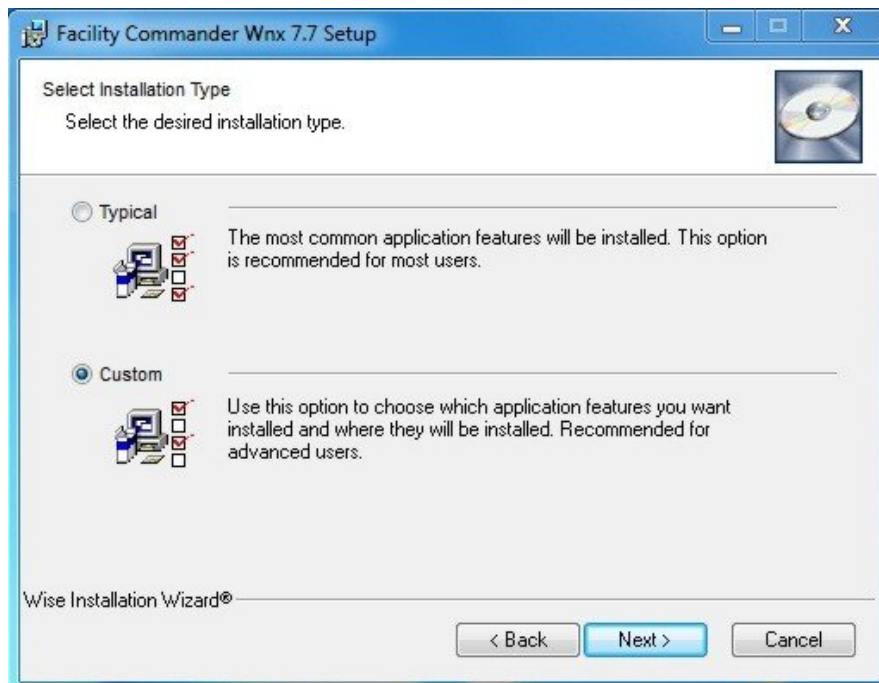 Facility Commander Wnx 7.7 Setup
Select Installation Type
Select the desired installation type.
Typical
The most common application features will be installed. This option
is recommended for most users.
Custom
Use this option to choose which application features you want
installed and where they will be installed. Recommended for
advanced users.
Wise Installation Wizard®
< Back
Next >
Cancel